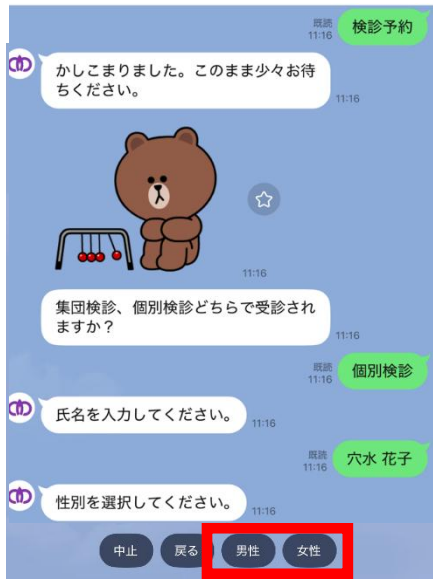 既読
11:16
検診予約
かしこまりました。このまま少々お待
ちください。
11:16
11:16
集団検診、個別検診どちらで受診され
ますか？
11:16
既読
11:16
個別検診
氏名を入力してください。
11:16
既読
11:16
穴水 花子
性別を選択してください。
11:16
中止
戻る
男性
女性